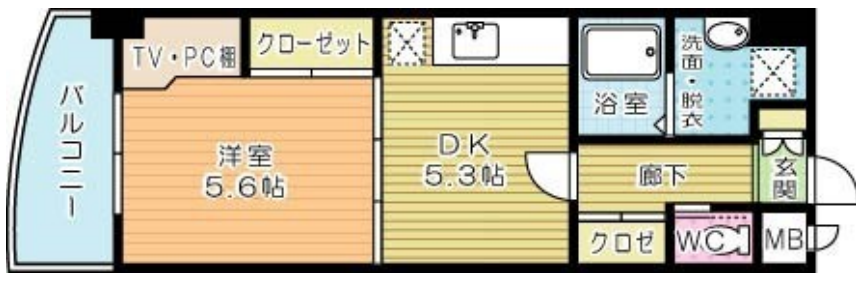 バルコニー
TV・PC棚
クローゼット
洋室
5.6帖
DK
5.3帖
浴室
洗面・脱衣
廊下
玄関
クロゼ
W.C
MB